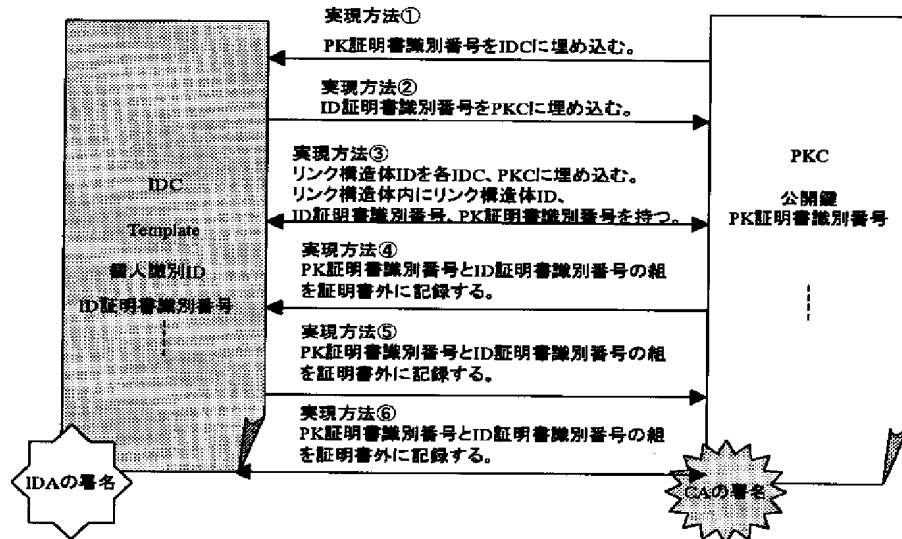 実現方法①
PK証明書識別番号をIDCに埋め込む。
実現方法②
ID証明書識別番号をPKCに埋め込む。
実現方法③
リンク構造体IDを各IDC、PKCに埋め込む。
リンク構造体内にリンク構造体ID、
ID証明書識別番号、PK証明書識別番号を持つ。
実現方法④
PK証明書識別番号とID証明書識別番号の組
を証明書外に記録する。
実現方法⑤
PK証明書識別番号とID証明書識別番号の組
を証明書外に記録する。
実現方法⑥
PK証明書識別番号とID証明書識別番号の組
を証明書外に記録する。
IDC
Template
個人識別ID
ID証明書識別番号
IDAの署名
PKC
公開鍵
PK証明書識別番号
CAの署名